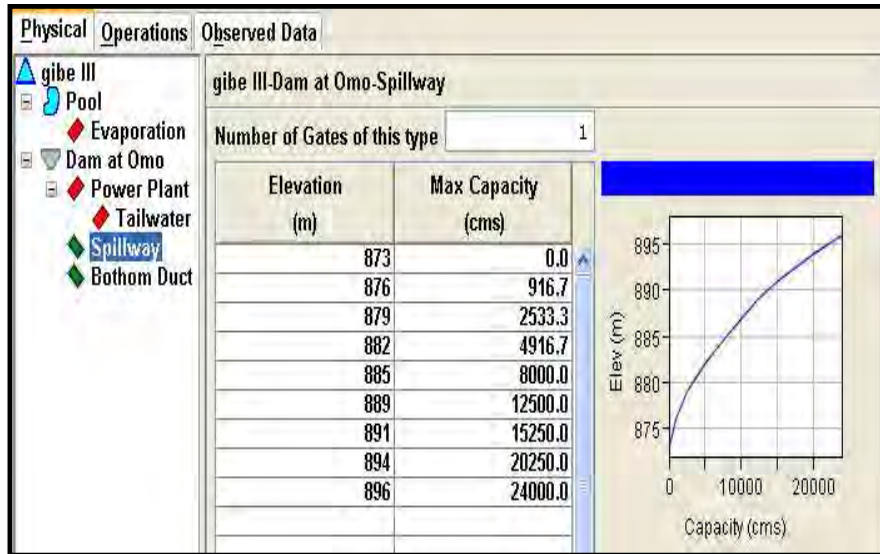 Physical Operations Observed Data
gibe III
Pool
Evaporation
Dam at Omo
Power Plant
Tailwater
Spillway
Bothom Duct
gibe III-Dam at Omo-Spillway
Number of Gates of this type 1
Elevation (m) Max Capacity (cms)
873 0.0
876 916.7
879 2533.3
882 4916.7
885 8000.0
889 12500.0
891 15250.0
894 20250.0
896 24000.0
Elev (m)
895
890
885
880
875
0 10000 20000
Capacity (cms)